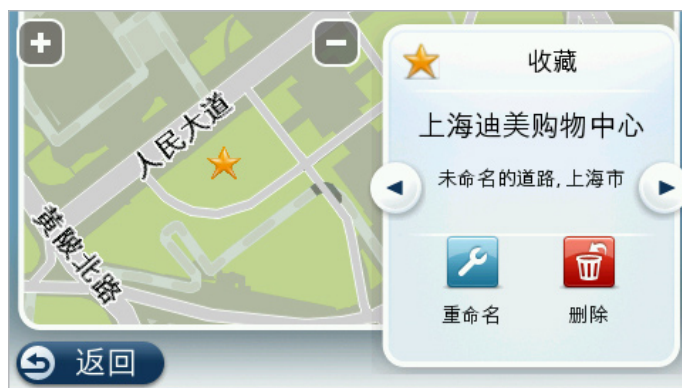 收藏
人民大道
黄陂北路
上海迪美购物中心
未命名的道路,上海市
重命名
删除
返回